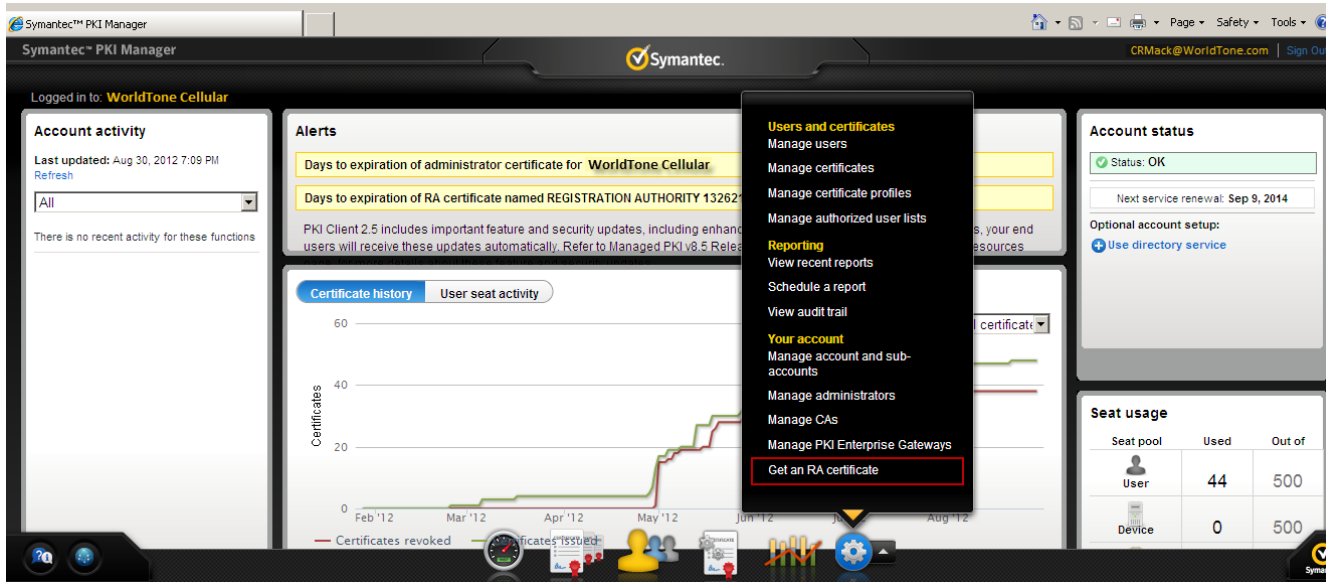 Symantec™ PKI Manager
Page
Safety
Tools
Symantec™ PKI Manager
Symantec.
CRMack@WorldTone.com | Sign Ou
Logged in to: WorldTone Cellular
Account activity
Last updated: Aug 30, 2012 7:09 PM
Refresh
All
There is no recent activity for these functions
Alerts
Days to expiration of administrator certificate for WorldTone Cellular
Days to expiration of RA certificate named REGISTRATION AUTHORITY 13262
PKI Client 2.5 includes important feature and security updates, including enhanc
s, your end
users will receive these updates automatically. Refer to Managed PKI v8.5 Relea
esources
Certificate history
User seat activity
l certificate
60
40
20
0
Certificates
Feb '12
Mar '12
Apr '12
May '12
Jun '12
Aug '12
Certificates revoked
Certificates issued
Users and certificates
Manage users
Manage certificates
Manage certificate profiles
Manage authorized user lists
Reporting
View recent reports
Schedule a report
View audit trail
Your account
Manage account and sub-
accounts
Manage administrators
Manage CAs
Manage PKI Enterprise Gateways
Get an RA certificate
Account status
Status: OK
Next service renewal: Sep 9, 2014
Optional account setup:
Use directory service
Seat usage
Seat pool Used Out of
User 44 500
Device 0 500
Syma